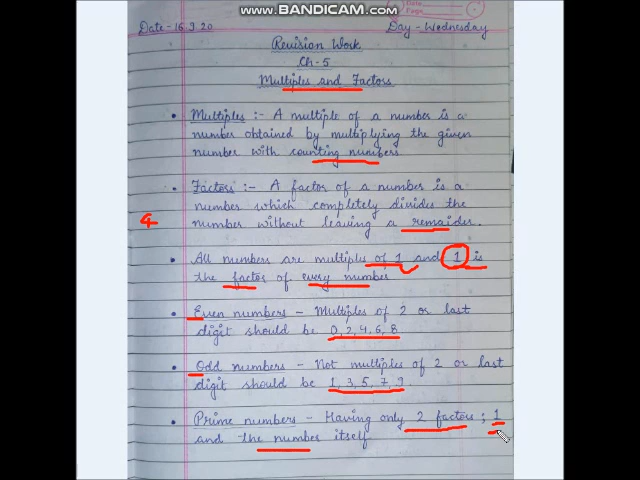 www.BANDICAM.com
Date
Page
Date - 16.9.20 Day - Wednesday
Revision Work
Ch - 5
Multiples and Factors
• Multiples :- A multiple of a number is a
number obtained by multiplying the given
number with counting numbers
• Factors :- A factor of a number is a
number which completely divides the
4 number without leaving a remainder.
• All numbers are multiples of 1 and 1 is
the factor of every number
• Even numbers - Multiples of 2 or last
digit should be 0, 2, 4, 6, 8
• Odd numbers - Not multiples of 2 or last
digit should be 1, 3, 5, 7, 9.
• Prime numbers - Having only 2 factors ; 1
and the number itself